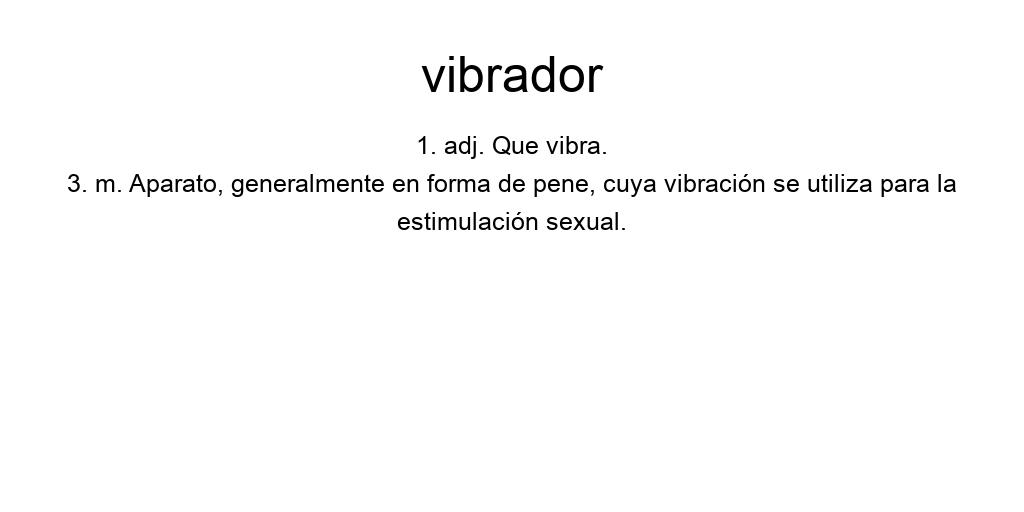 vibrador
1. adj. Que vibra.
3. m. Aparato, generalmente en forma de pene, cuya vibración se utiliza para la
estimulación sexual.